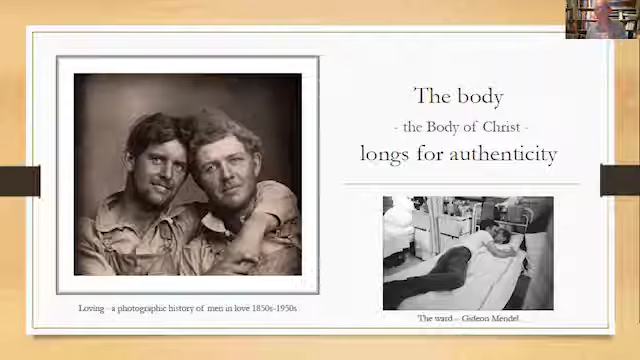 The body
- the Body of Christ -
longs for authenticity
Loving - a photographic history of men in love 1850s-1950s
The ward – Gideon Mendel